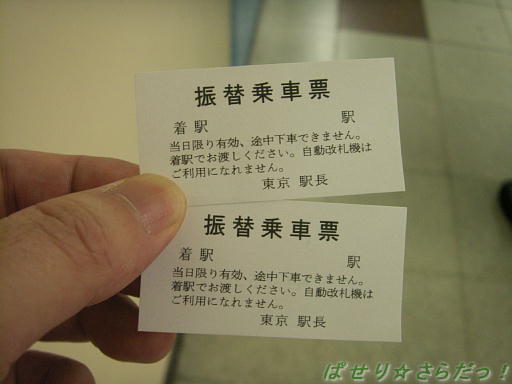 振替乗車票
着駅 駅
当日限り有効、途中下車できません。
着駅でお渡しください。自動改札機は
ご利用になれません。
東京 駅長
振替乗車票
着駅 駅
当日限り有効、途中下車できません。
着駅でお渡しください。自動改札機は
ご利用になれません。
東京 駅長
ぱせり☆さらだっ！